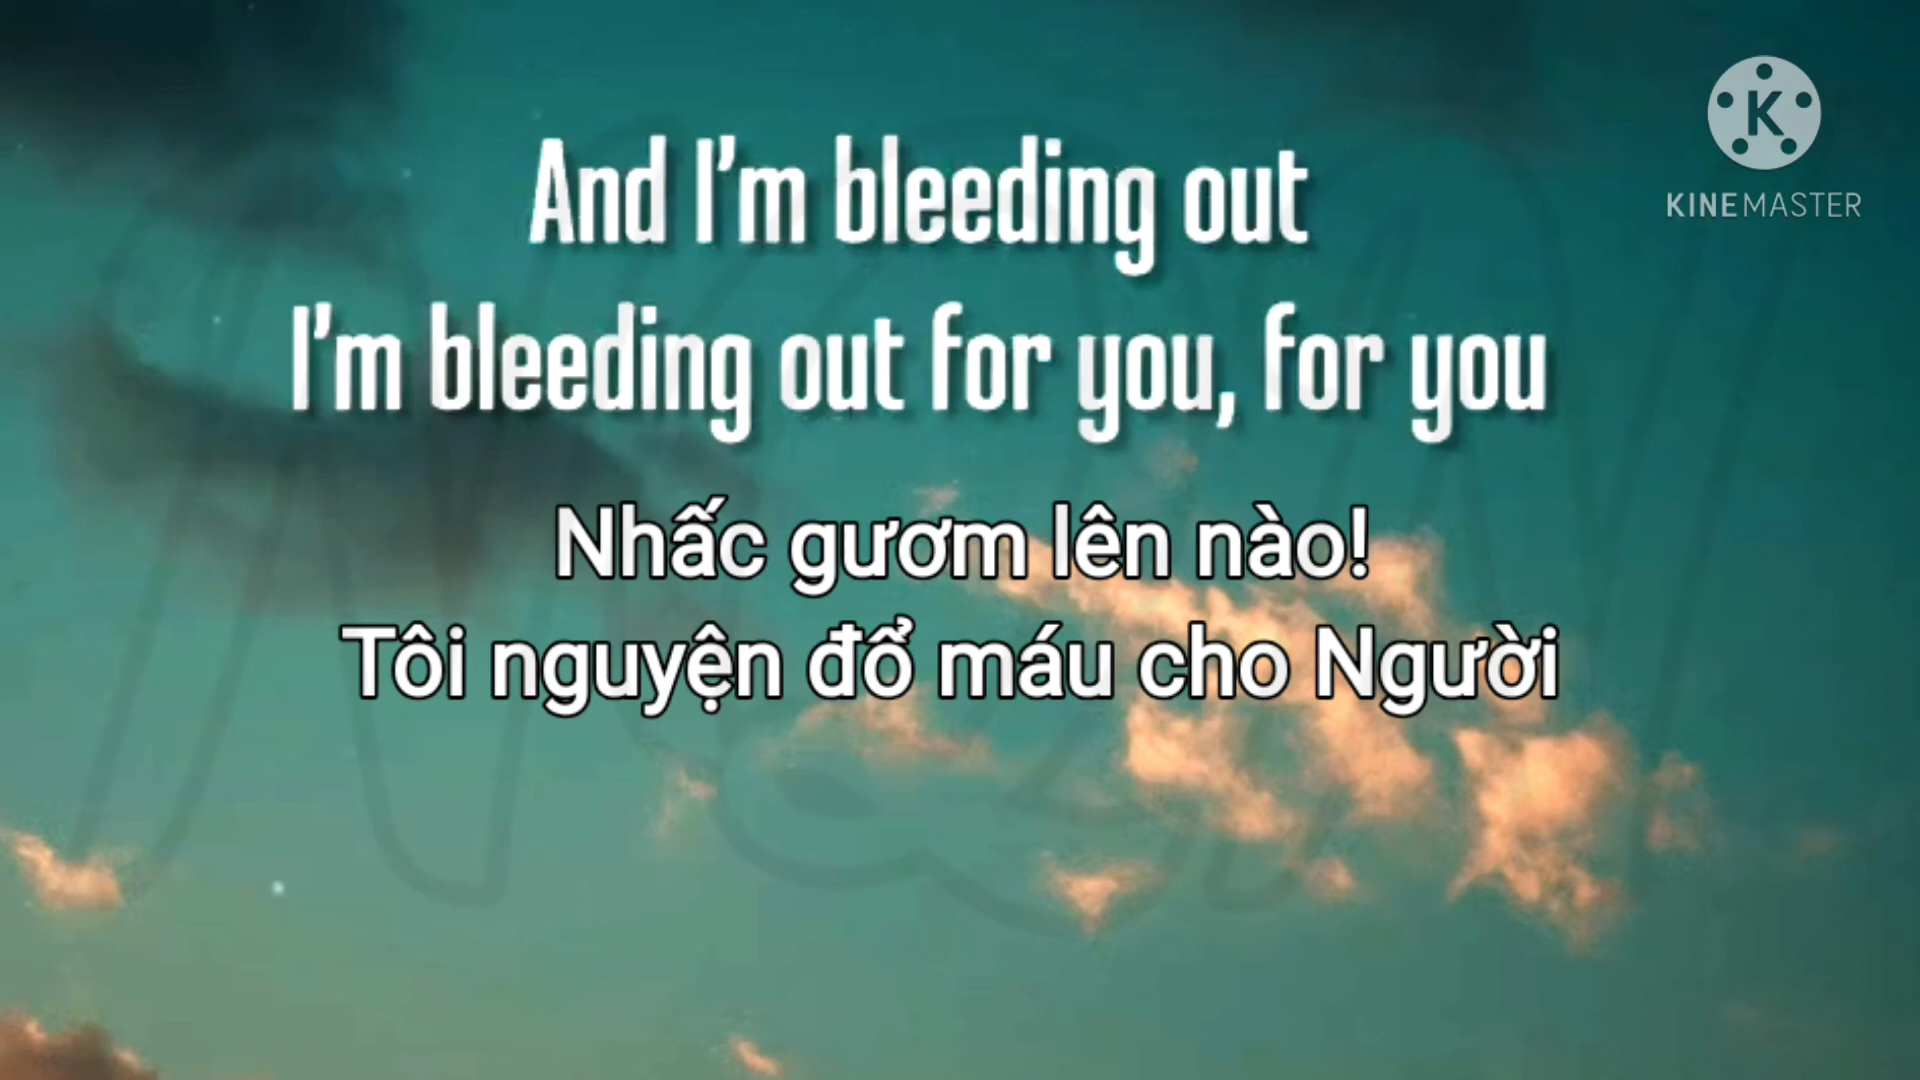 And I'm bleeding out
I'm bleeding out for you, for you
Nhấc gươm lên nào!
Tôi nguyện đổ máu cho Người
K
KINEMASTER